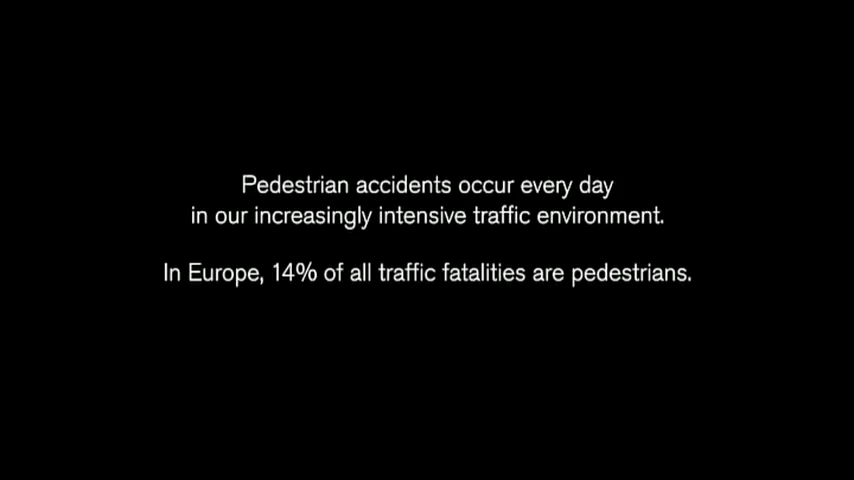 Pedestrian accidents occur every day
in our increasingly intensive traffic environment.
In Europe, 14% of all traffic fatalities are pedestrians.